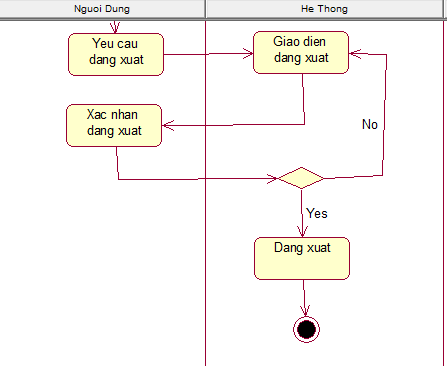 Nguoi Dung
He Thong
Yeu cau
dang xuat
Giao dien
dang xuat
Xac nhan
dang xuat
No
Yes
Dang xuat